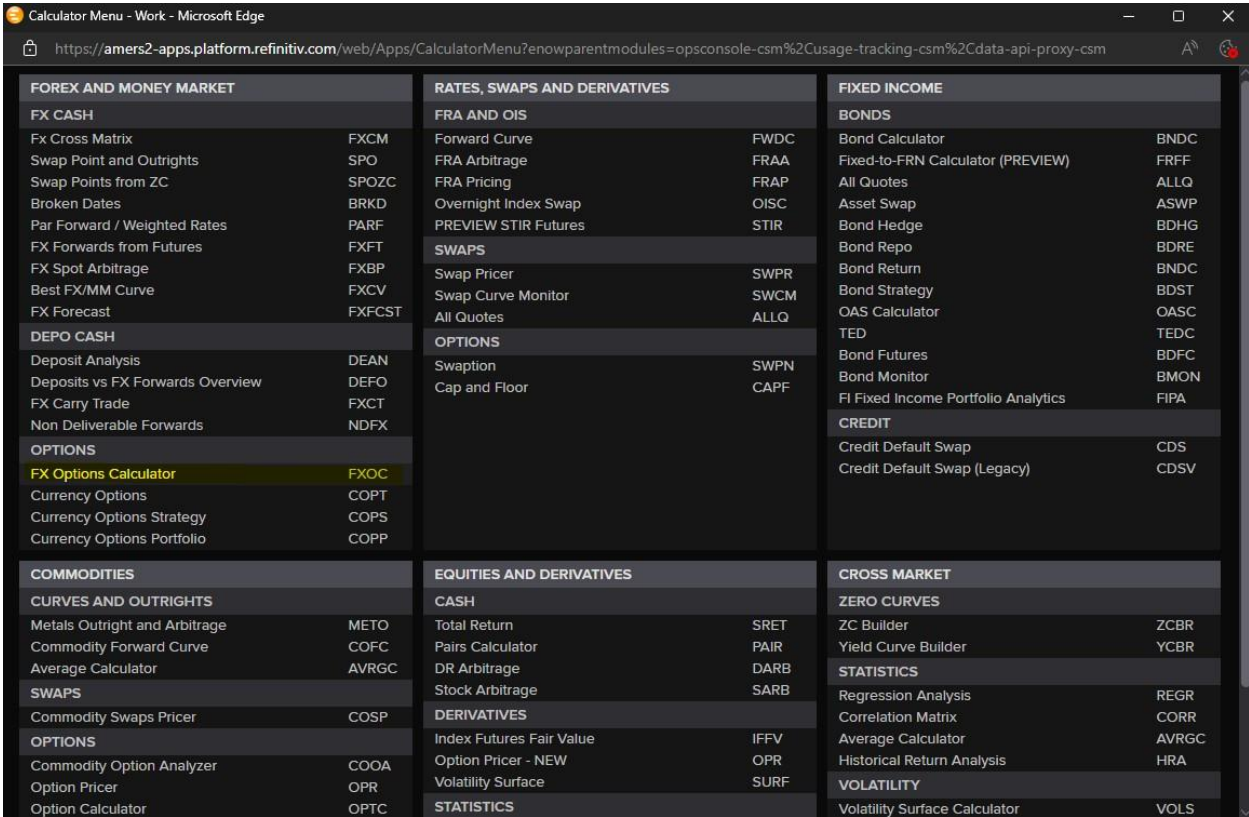 Calculator Menu - Work - Microsoft Edge
https://amers2-apps.platform.refinitiv.com/web/Apps/CalculatorMenu?enowparentmodules=opsconsole-csm%2Cusage-tracking-csm%2Cdata-api-proxy-csm
FOREX AND MONEY MARKET
FX CASH
Fx Cross Matrix FXCM
Swap Point and Outrights SPO
Swap Points from ZC SPOZC
Broken Dates BRKD
Par Forward / Weighted Rates PARF
FX Forwards from Futures FXFT
FX Spot Arbitrage FXBP
Best FX/MM Curve FXCV
FX Forecast FXFCST
DEPO CASH
Deposit Analysis DEAN
Deposits vs FX Forwards Overview DEFO
FX Carry Trade FXCT
Non Deliverable Forwards NDFX
OPTIONS
FX Options Calculator FXOC
Currency Options COPT
Currency Options Strategy COPS
Currency Options Portfolio COPP
RATES, SWAPS AND DERIVATIVES
FRA AND OIS
Forward Curve FWDC
FRA Arbitrage FRAA
FRA Pricing FRAP
Overnight Index Swap OISC
PREVIEW STIR Futures STIR
SWAPS
Swap Pricer SWPR
Swap Curve Monitor SWCM
All Quotes ALLQ
OPTIONS
Swaption SWPN
Cap and Floor CAPF
FIXED INCOME
BONDS
Bond Calculator BNDC
Fixed-to-FRN Calculator (PREVIEW) FRFF
All Quotes ALLQ
Asset Swap ASWP
Bond Hedge BDHG
Bond Repo BDRE
Bond Return BNDC
Bond Strategy BDST
OAS Calculator OASC
TED TEDC
Bond Futures BDFC
Bond Monitor BMON
FI Fixed Income Portfolio Analytics FIPA
CREDIT
Credit Default Swap CDS
Credit Default Swap (Legacy) CDSV
COMMODITIES
CURVES AND OUTRIGHTS
Metals Outright and Arbitrage METO
Commodity Forward Curve COFC
Average Calculator AVRGC
SWAPS
Commodity Swaps Pricer COSP
OPTIONS
Commodity Option Analyzer COOA
Option Pricer OPR
Option Calculator OPTC
EQUITIES AND DERIVATIVES
CASH
Total Return SRET
Pairs Calculator PAIR
DR Arbitrage DARB
Stock Arbitrage SARB
DERIVATIVES
Index Futures Fair Value IFFV
Option Pricer - NEW OPR
Volatility Surface SURF
STATISTICS
CROSS MARKET
ZERO CURVES
ZC Builder ZCBR
Yield Curve Builder YCBR
STATISTICS
Regression Analysis REGR
Correlation Matrix CORR
Average Calculator AVRGC
Historical Return Analysis HRA
VOLATILITY
Volatility Surface Calculator VOLS